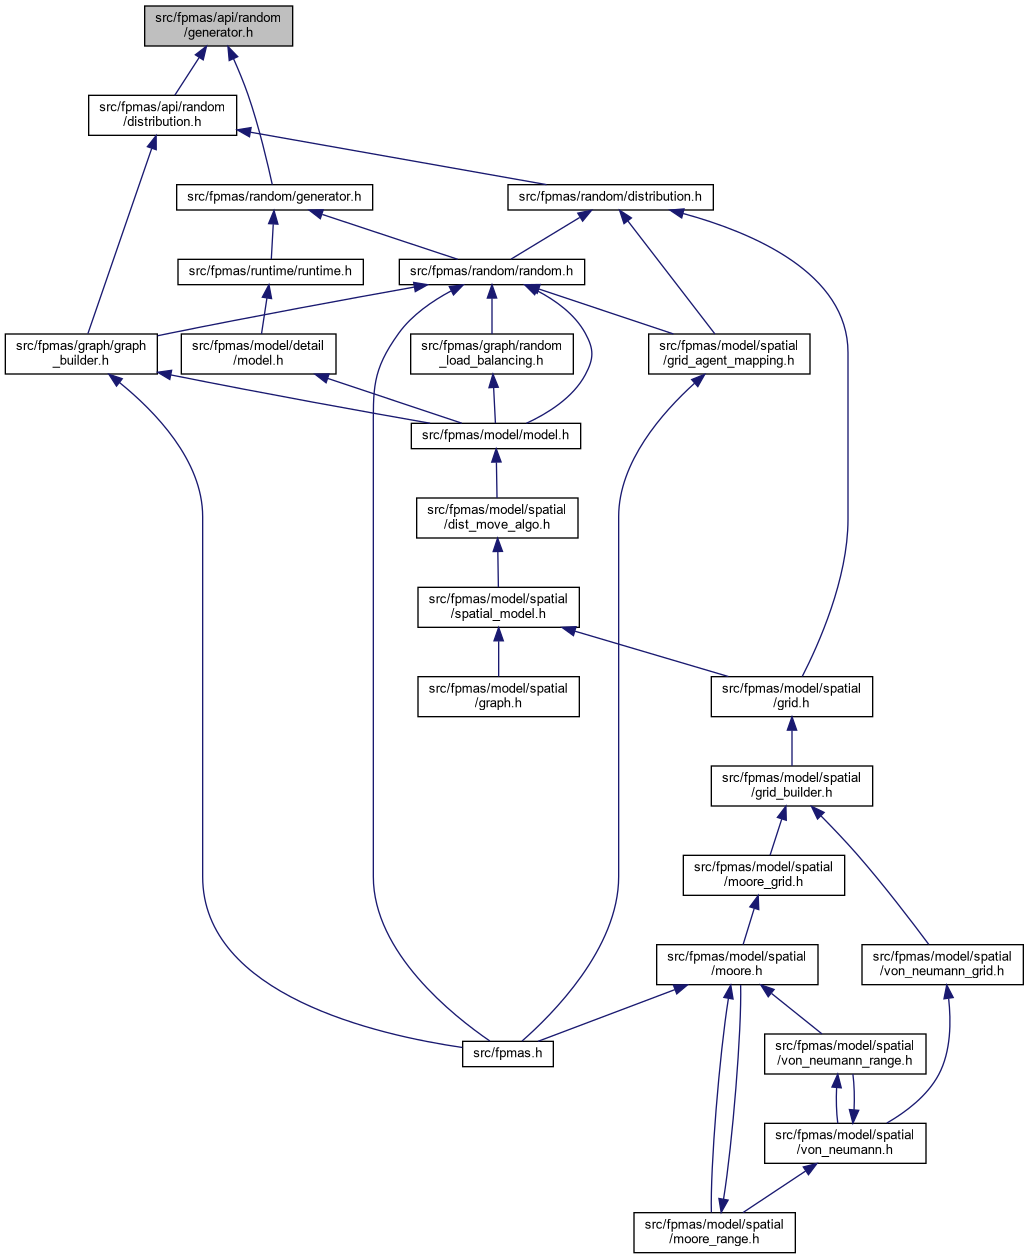 src/fpmas/api/random
/generator.h
src/fpmas/api/random
/distribution.h
src/fpmas/random/generator.h
src/fpmas/random/distribution.h
src/fpmas/runtime/runtime.h
src/fpmas/random/random.h
src/fpmas/graph/graph
_builder.h
src/fpmas/model/detail
/model.h
src/fpmas/graph/random
_load_balancing.h
src/fpmas/model/spatial
/grid_agent_mapping.h
src/fpmas/model/model.h
src/fpmas/model/spatial
/dist_move_algo.h
src/fpmas/model/spatial
/spatial_model.h
src/fpmas/model/spatial
/graph.h
src/fpmas/model/spatial
/grid.h
src/fpmas/model/spatial
/grid_builder.h
src/fpmas/model/spatial
/moore_grid.h
src/fpmas/model/spatial
/moore.h
src/fpmas/model/spatial
/von_neumann_grid.h
src/fpmas.h
src/fpmas/model/spatial
/von_neumann_range.h
src/fpmas/model/spatial
/von_neumann.h
src/fpmas/model/spatial
/moore_range.h